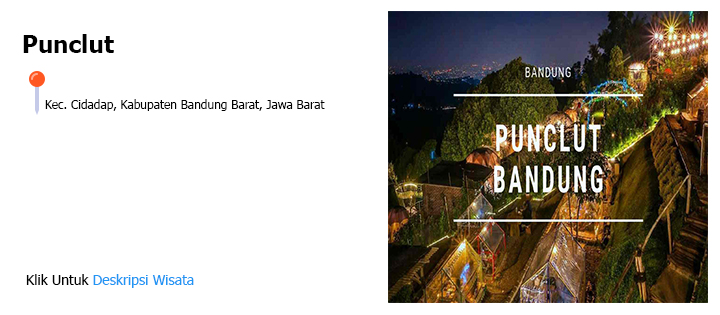 Punclut
Kec. Cidadap, Kabupaten Bandung Barat, Jawa Barat
Klik Untuk Deskripsi Wisata
BANDUNG
PUNCLUT
BANDUNG